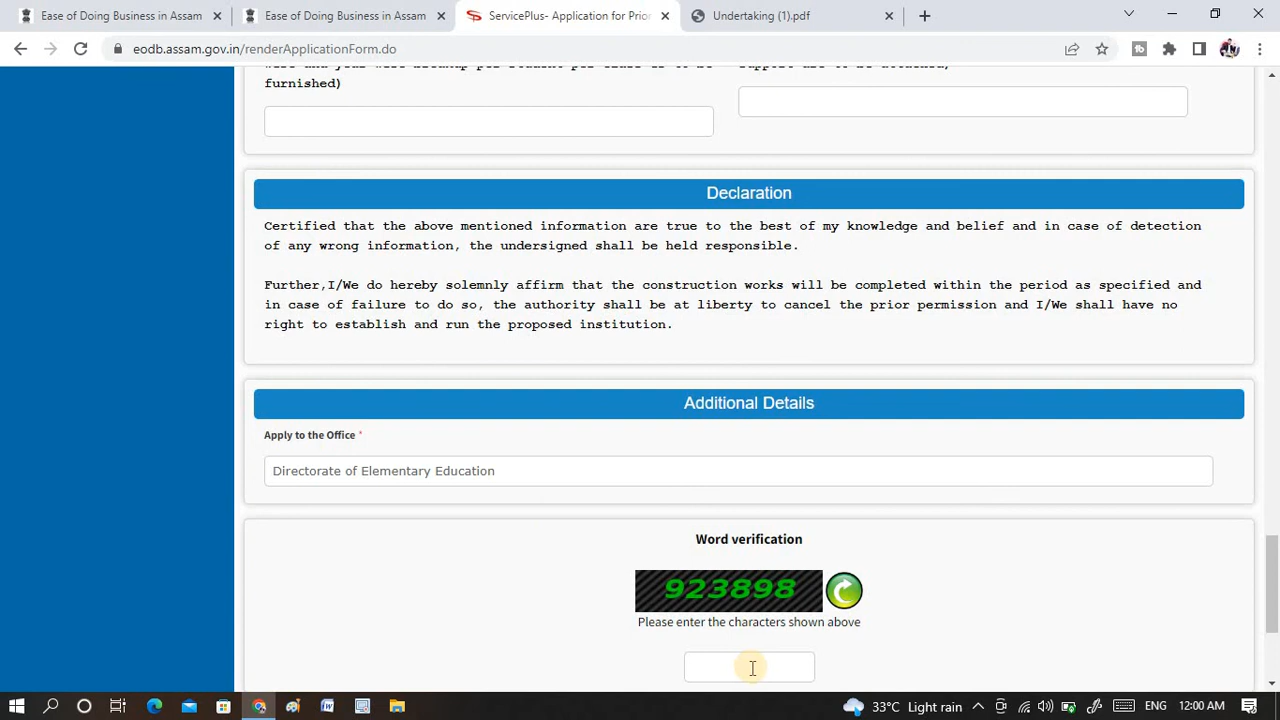 Ease of Doing Business in Assam
Ease of Doing Business in Assam
ServicePlus- Application for Prior
Undertaking (1).pdf
eodb.assam.gov.in/renderApplicationForm.do
furnished)
Declaration
Certified that the above mentioned information are true to the best of my knowledge and belief and in case of detection
of any wrong information, the undersigned shall be held responsible.
Further,I/We do hereby solemnly affirm that the construction works will be completed within the period as specified and
in case of failure to do so, the authority shall be at liberty to cancel the prior permission and I/We shall have no
right to establish and run the proposed institution.
Additional Details
Apply to the Office *
Directorate of Elementary Education
Word verification
923898
Please enter the characters shown above
33°C Light rain
ENG
12:00 AM